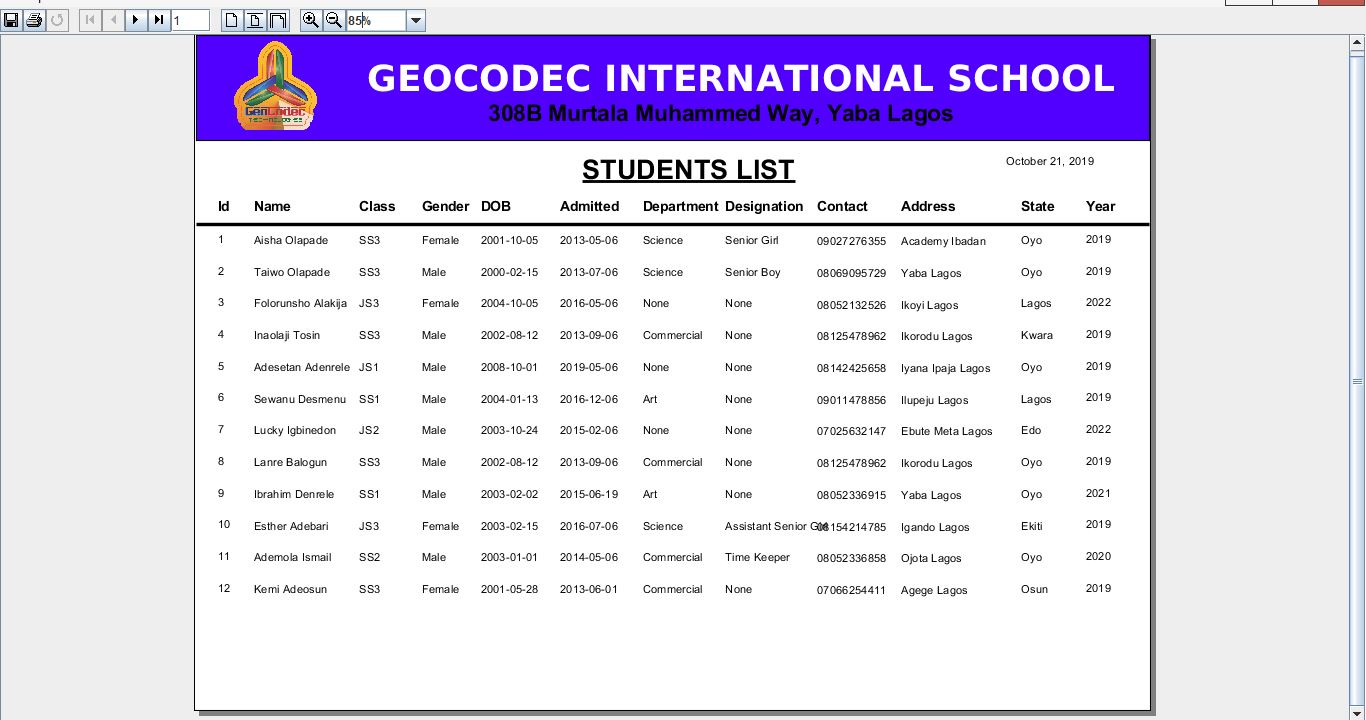 1
85%
GEOCODEC INTERNATIONAL SCHOOL
308B Murtala Muhammed Way, Yaba Lagos
GenCodec
TECHNOLOGIES
October 21, 2019
STUDENTS LIST
Id Name Class Gender DOB Admitted Department Designation Contact Address State Year
1 Aisha Olapade SS3 Female 2001-10-05 2013-05-06 Science Senior Girl 09027276355 Academy Ibadan Oyo 2019
2 Taiwo Olapade SS3 Male 2000-02-15 2013-07-06 Science Senior Boy 08069095729 Yaba Lagos Oyo 2019
3 Folorunsho Alakija JS3 Female 2004-10-05 2016-05-06 None None 08052132526 Ikoyi Lagos Lagos 2022
4 Inaolaji Tosin SS3 Male 2002-08-12 2013-09-06 Commercial None 08125478962 Ikorodu Lagos Kwara 2019
5 Adesetan Adenrele JS1 Male 2008-10-01 2019-05-06 None None 08142425658 Iyana Ipaja Lagos Oyo 2019
6 Sewanu Desmenu SS1 Male 2004-01-13 2016-12-06 Art None 09011478856 Ilupeju Lagos Lagos 2019
7 Lucky Igbinedon JS2 Male 2003-10-24 2015-02-06 None None 07025632147 Ebute Meta Lagos Edo 2022
8 Lanre Balogun SS3 Male 2002-08-12 2013-09-06 Commercial None 08125478962 Ikorodu Lagos Oyo 2019
9 Ibrahim Denrele SS1 Male 2003-02-02 2015-06-19 Art None 08052336915 Yaba Lagos Oyo 2021
10 Esther Adebari JS3 Female 2003-02-15 2016-07-06 Science Assistant Senior Girl 08154214785 Igando Lagos Ekiti 2019
11 Ademola Ismail SS2 Male 2003-01-01 2014-05-06 Commercial Time Keeper 08052336858 Ojota Lagos Oyo 2020
12 Kemi Adeosun SS3 Female 2001-05-28 2013-06-01 Commercial None 07066254411 Agege Lagos Osun 2019